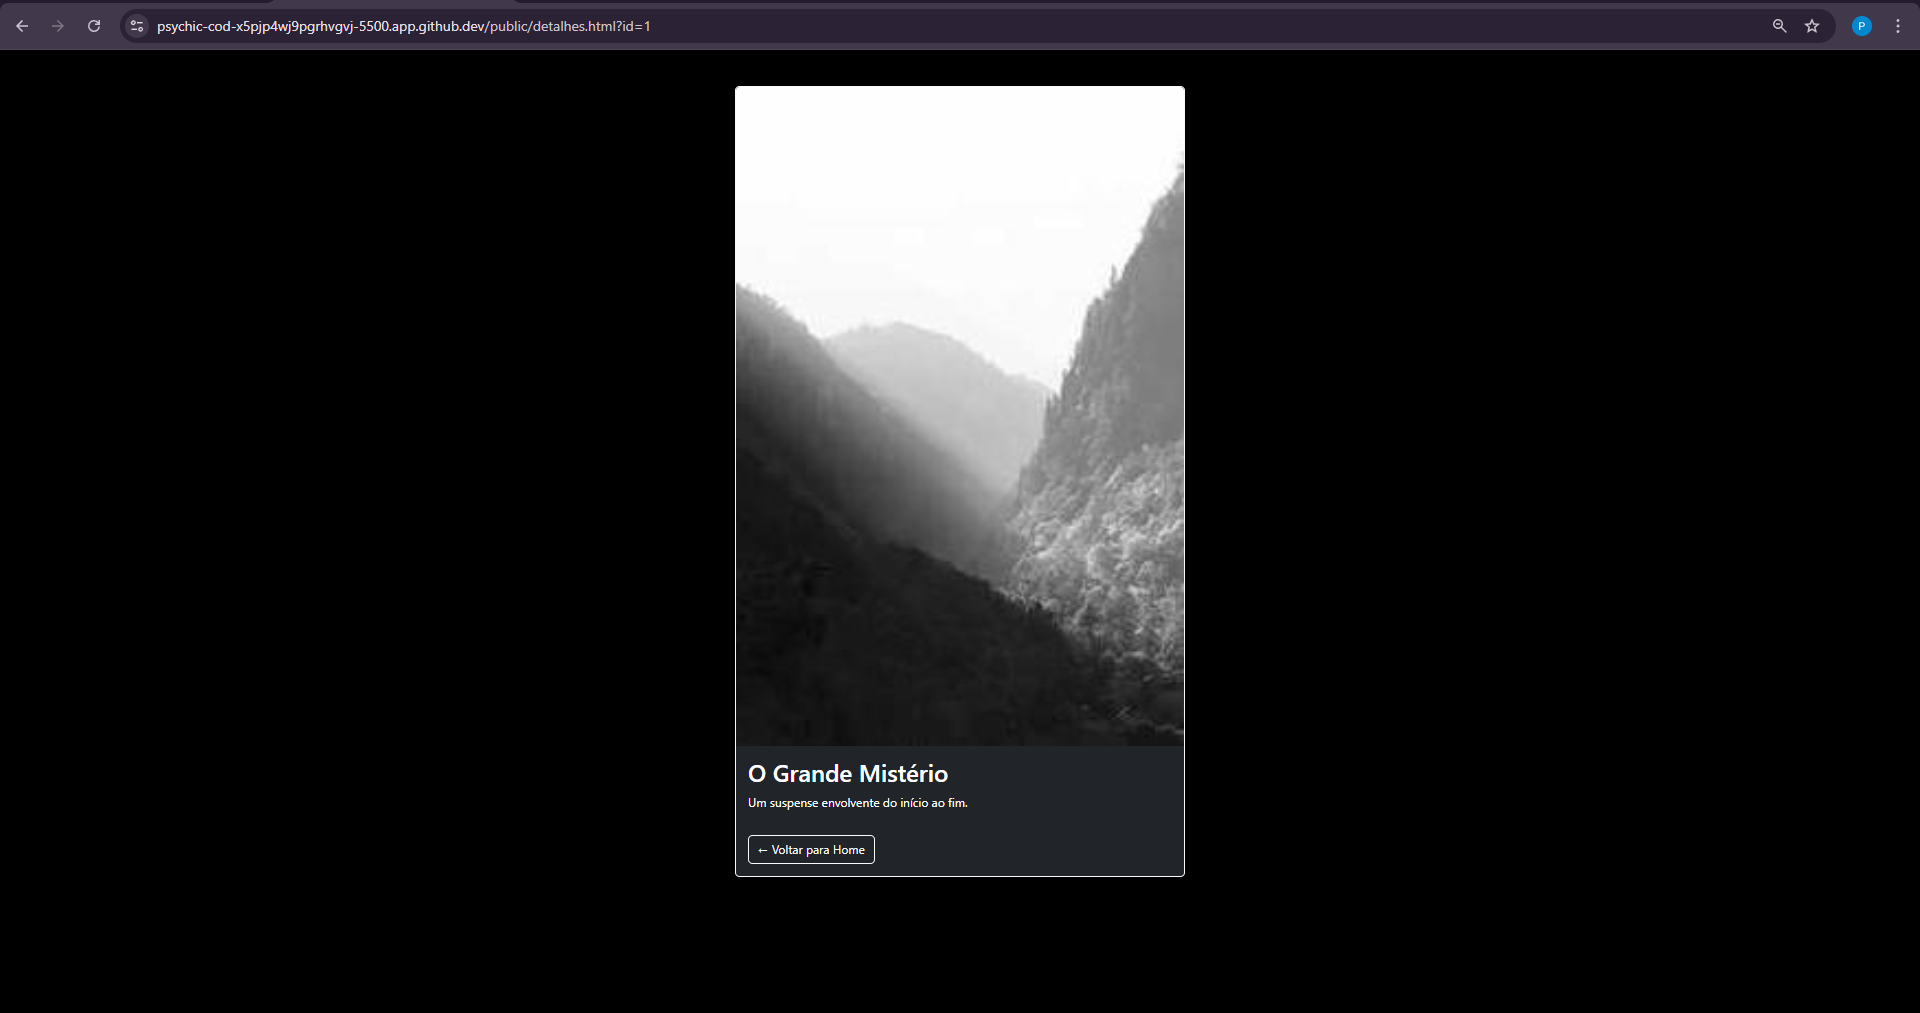 psychic-cod-x5pjp4wj9pgrhvgvj-5500.app.github.dev/public/detalhes.html?id=1
P
O Grande Mistério
Um suspense envolvente do início ao fim.
← Voltar para Home